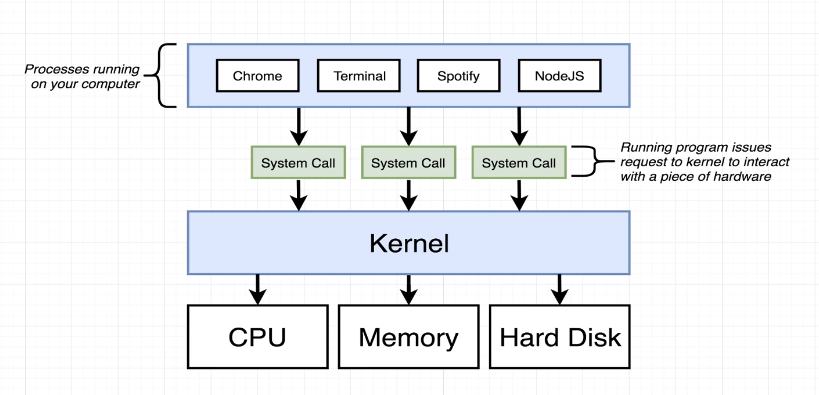 Processes running
on your computer
Chrome
Terminal
Spotify
NodeJS
System Call
System Call
System Call
Running program issues
request to kernel to interact
with a piece of hardware
Kernel
CPU
Memory
Hard Disk